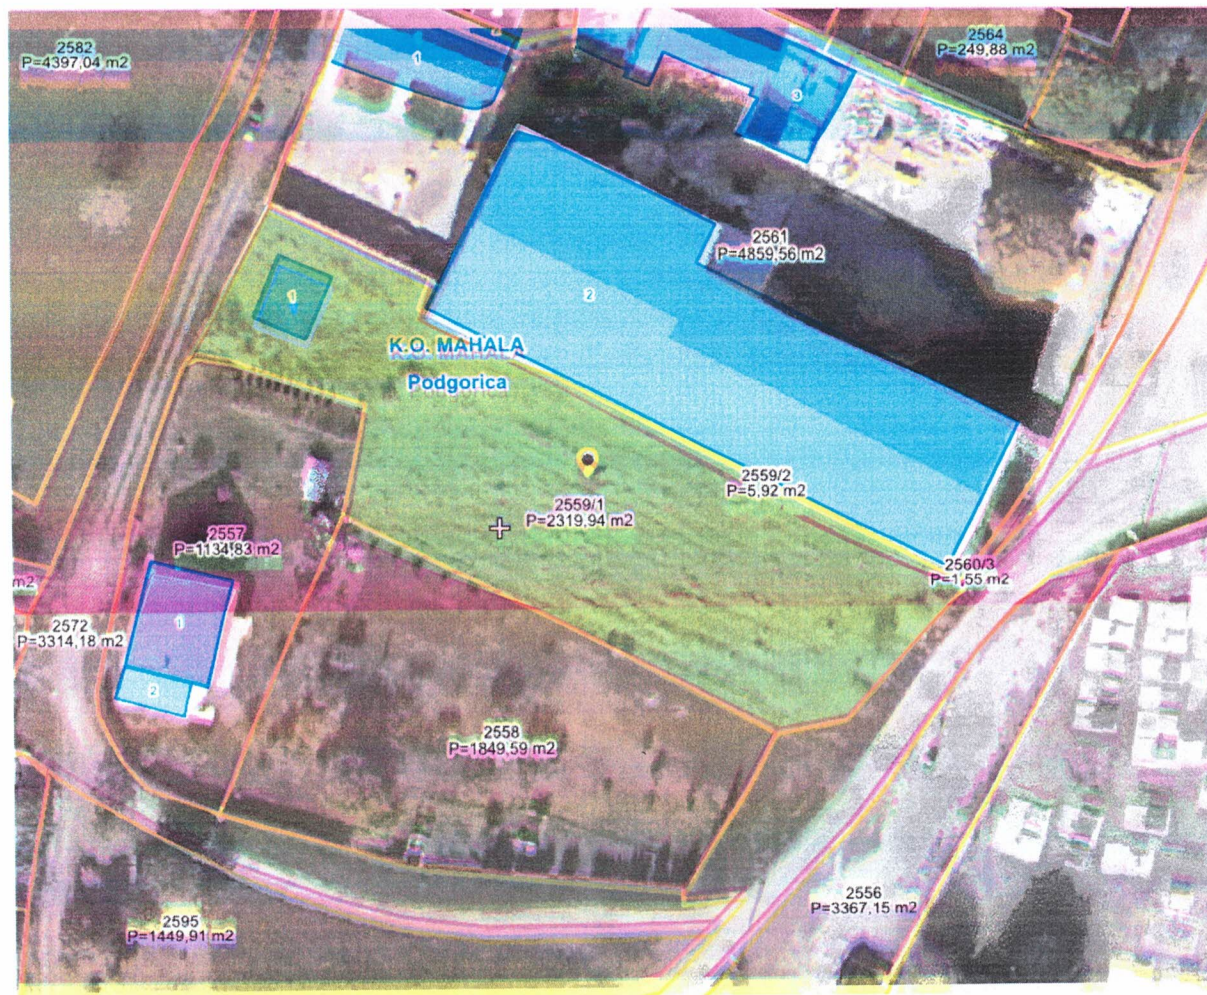 2582
P=4397,04 m2
2564
P=249,88 m2
1
3
2561
P=4859,56 m2
1
2
K.O. MAHALA
Podgorica
2559/2
P=5,92 m2
2559/1
P=2319,94 m2
2557
P=1134,83 m2
2560/3
P=1,55 m2
m2
2572
P=3314,18 m2
1
2
2558
P=1849,59 m2
2556
P=3367,15 m2
2595
P=1449,91 m2